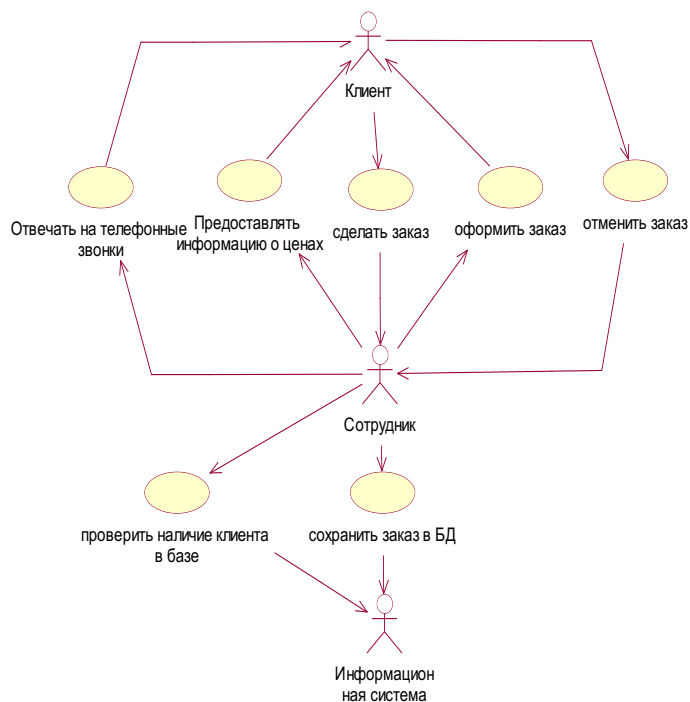 Клиент
Отвечать на телефонные
звонки
Предоставлять
информацию о ценах
сделать заказ
оформить заказ
отменить заказ
Сотрудник
проверить наличие клиента
в базе
сохранить заказ в БД
Информацион
ная система